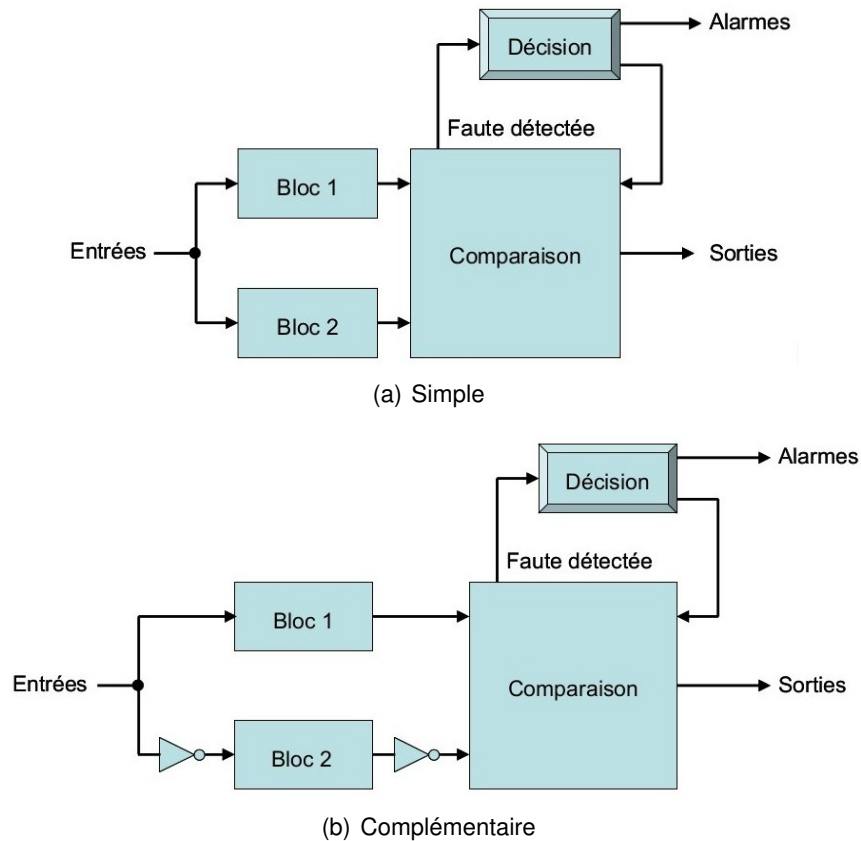 Alarmes
Décision
Faute détectée
Bloc 1
Entrées
Comparaison
Sorties
Bloc 2
(a) Simple
Alarmes
Décision
Faute détectée
Bloc 1
Entrées
Comparaison
Sorties
Bloc 2
(b) Complémentaire